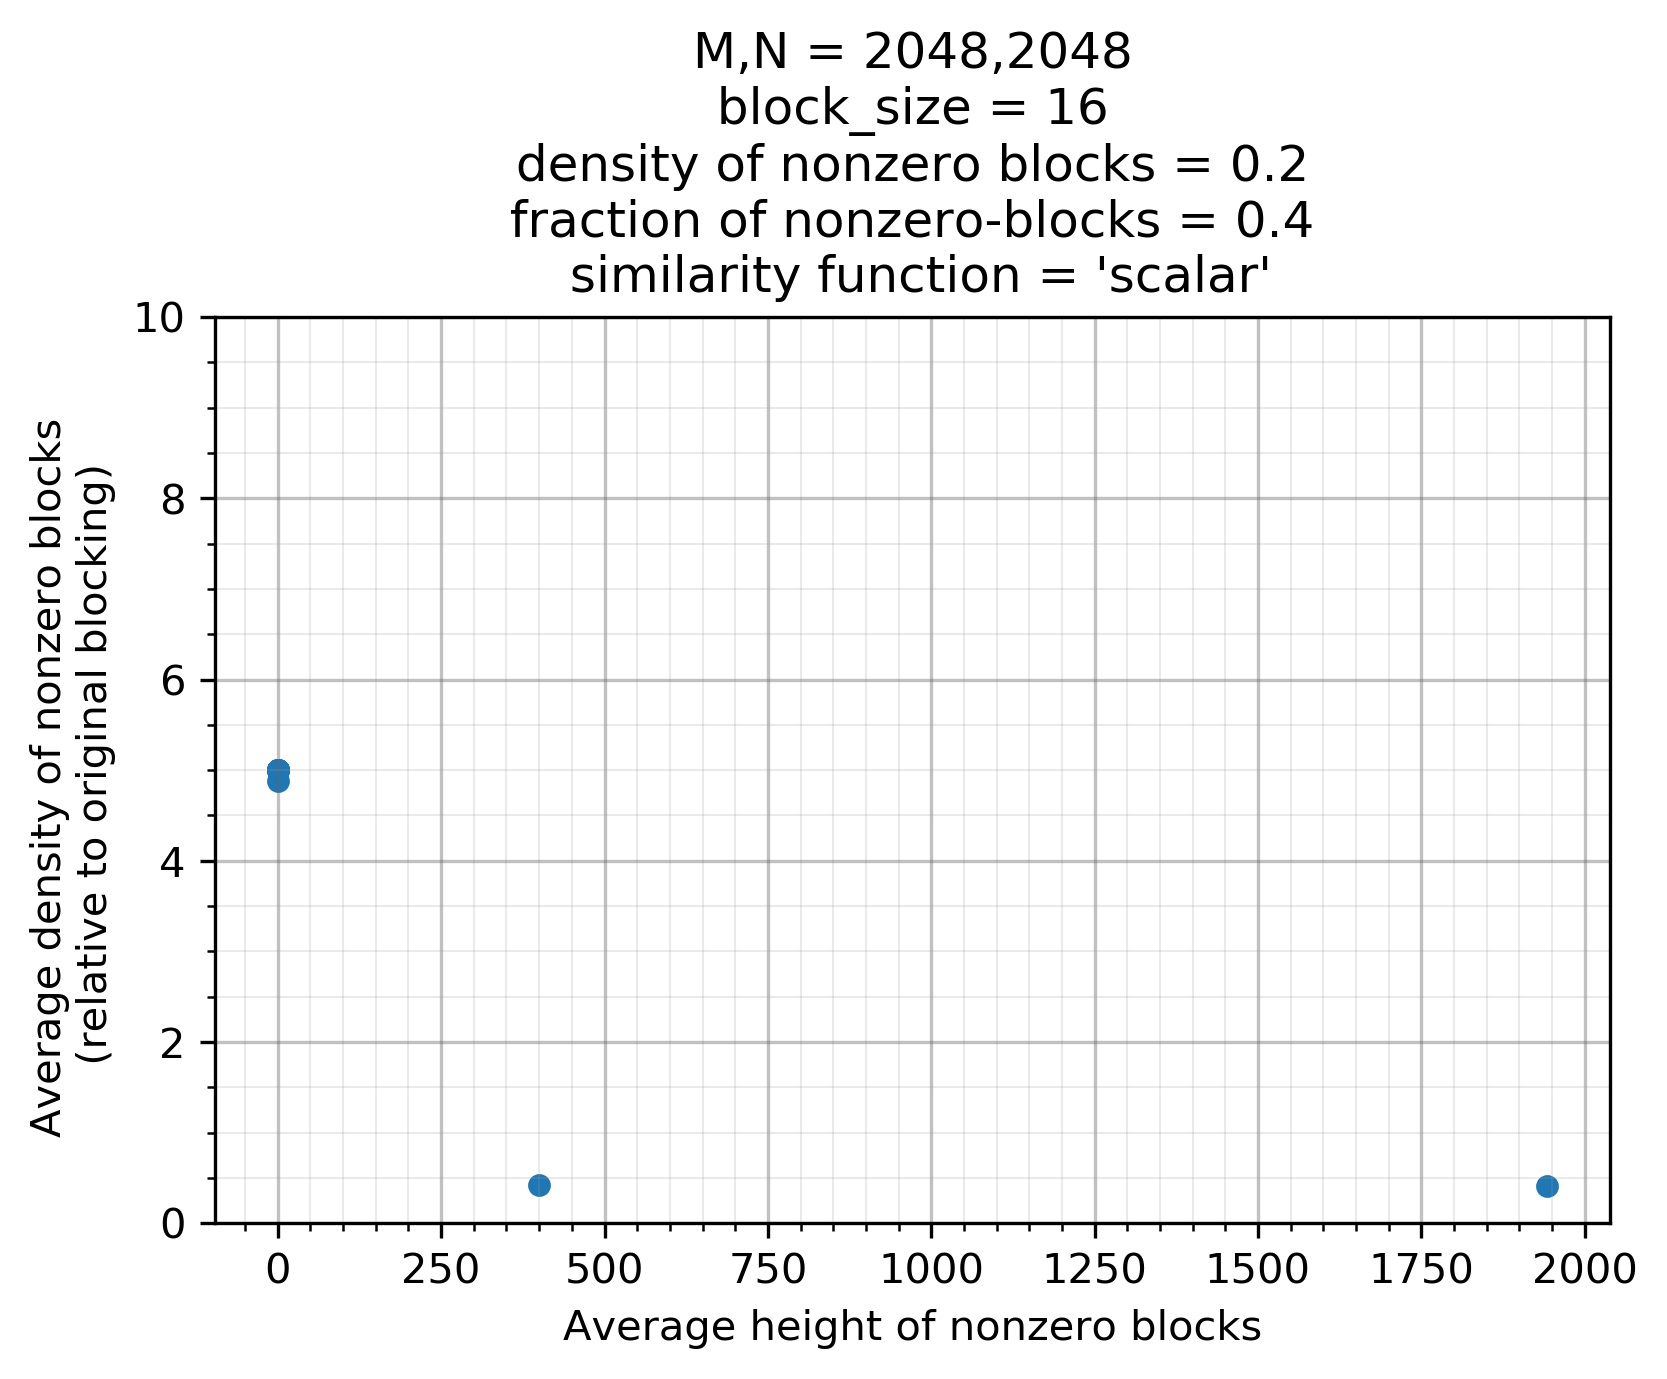 M,N = 2048,2048
block_size = 16
density of nonzero blocks = 0.2
fraction of nonzero-blocks = 0.4
similarity function = 'scalar'
10
8
6
4
2
0
Average density of nonzero blocks
(relative to original blocking)
0 250 500 750 1000 1250 1500 1750 2000
Average height of nonzero blocks